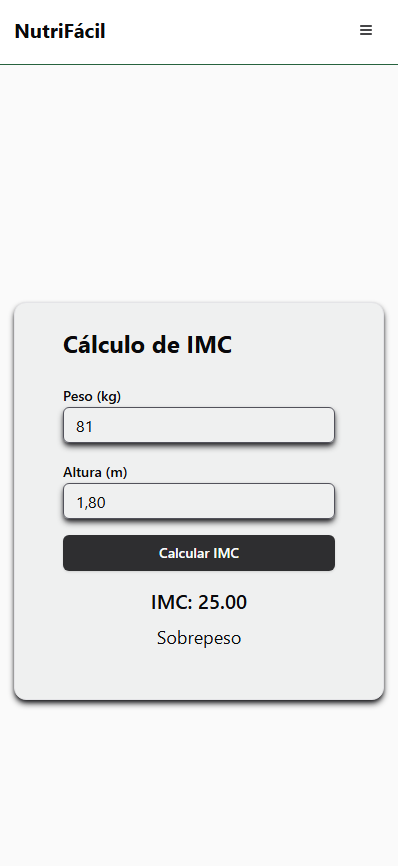 NutriFácil
Cálculo de IMC
Peso (kg)
81
Altura (m)
1,80
Calcular IMC
IMC: 25.00
Sobrepeso